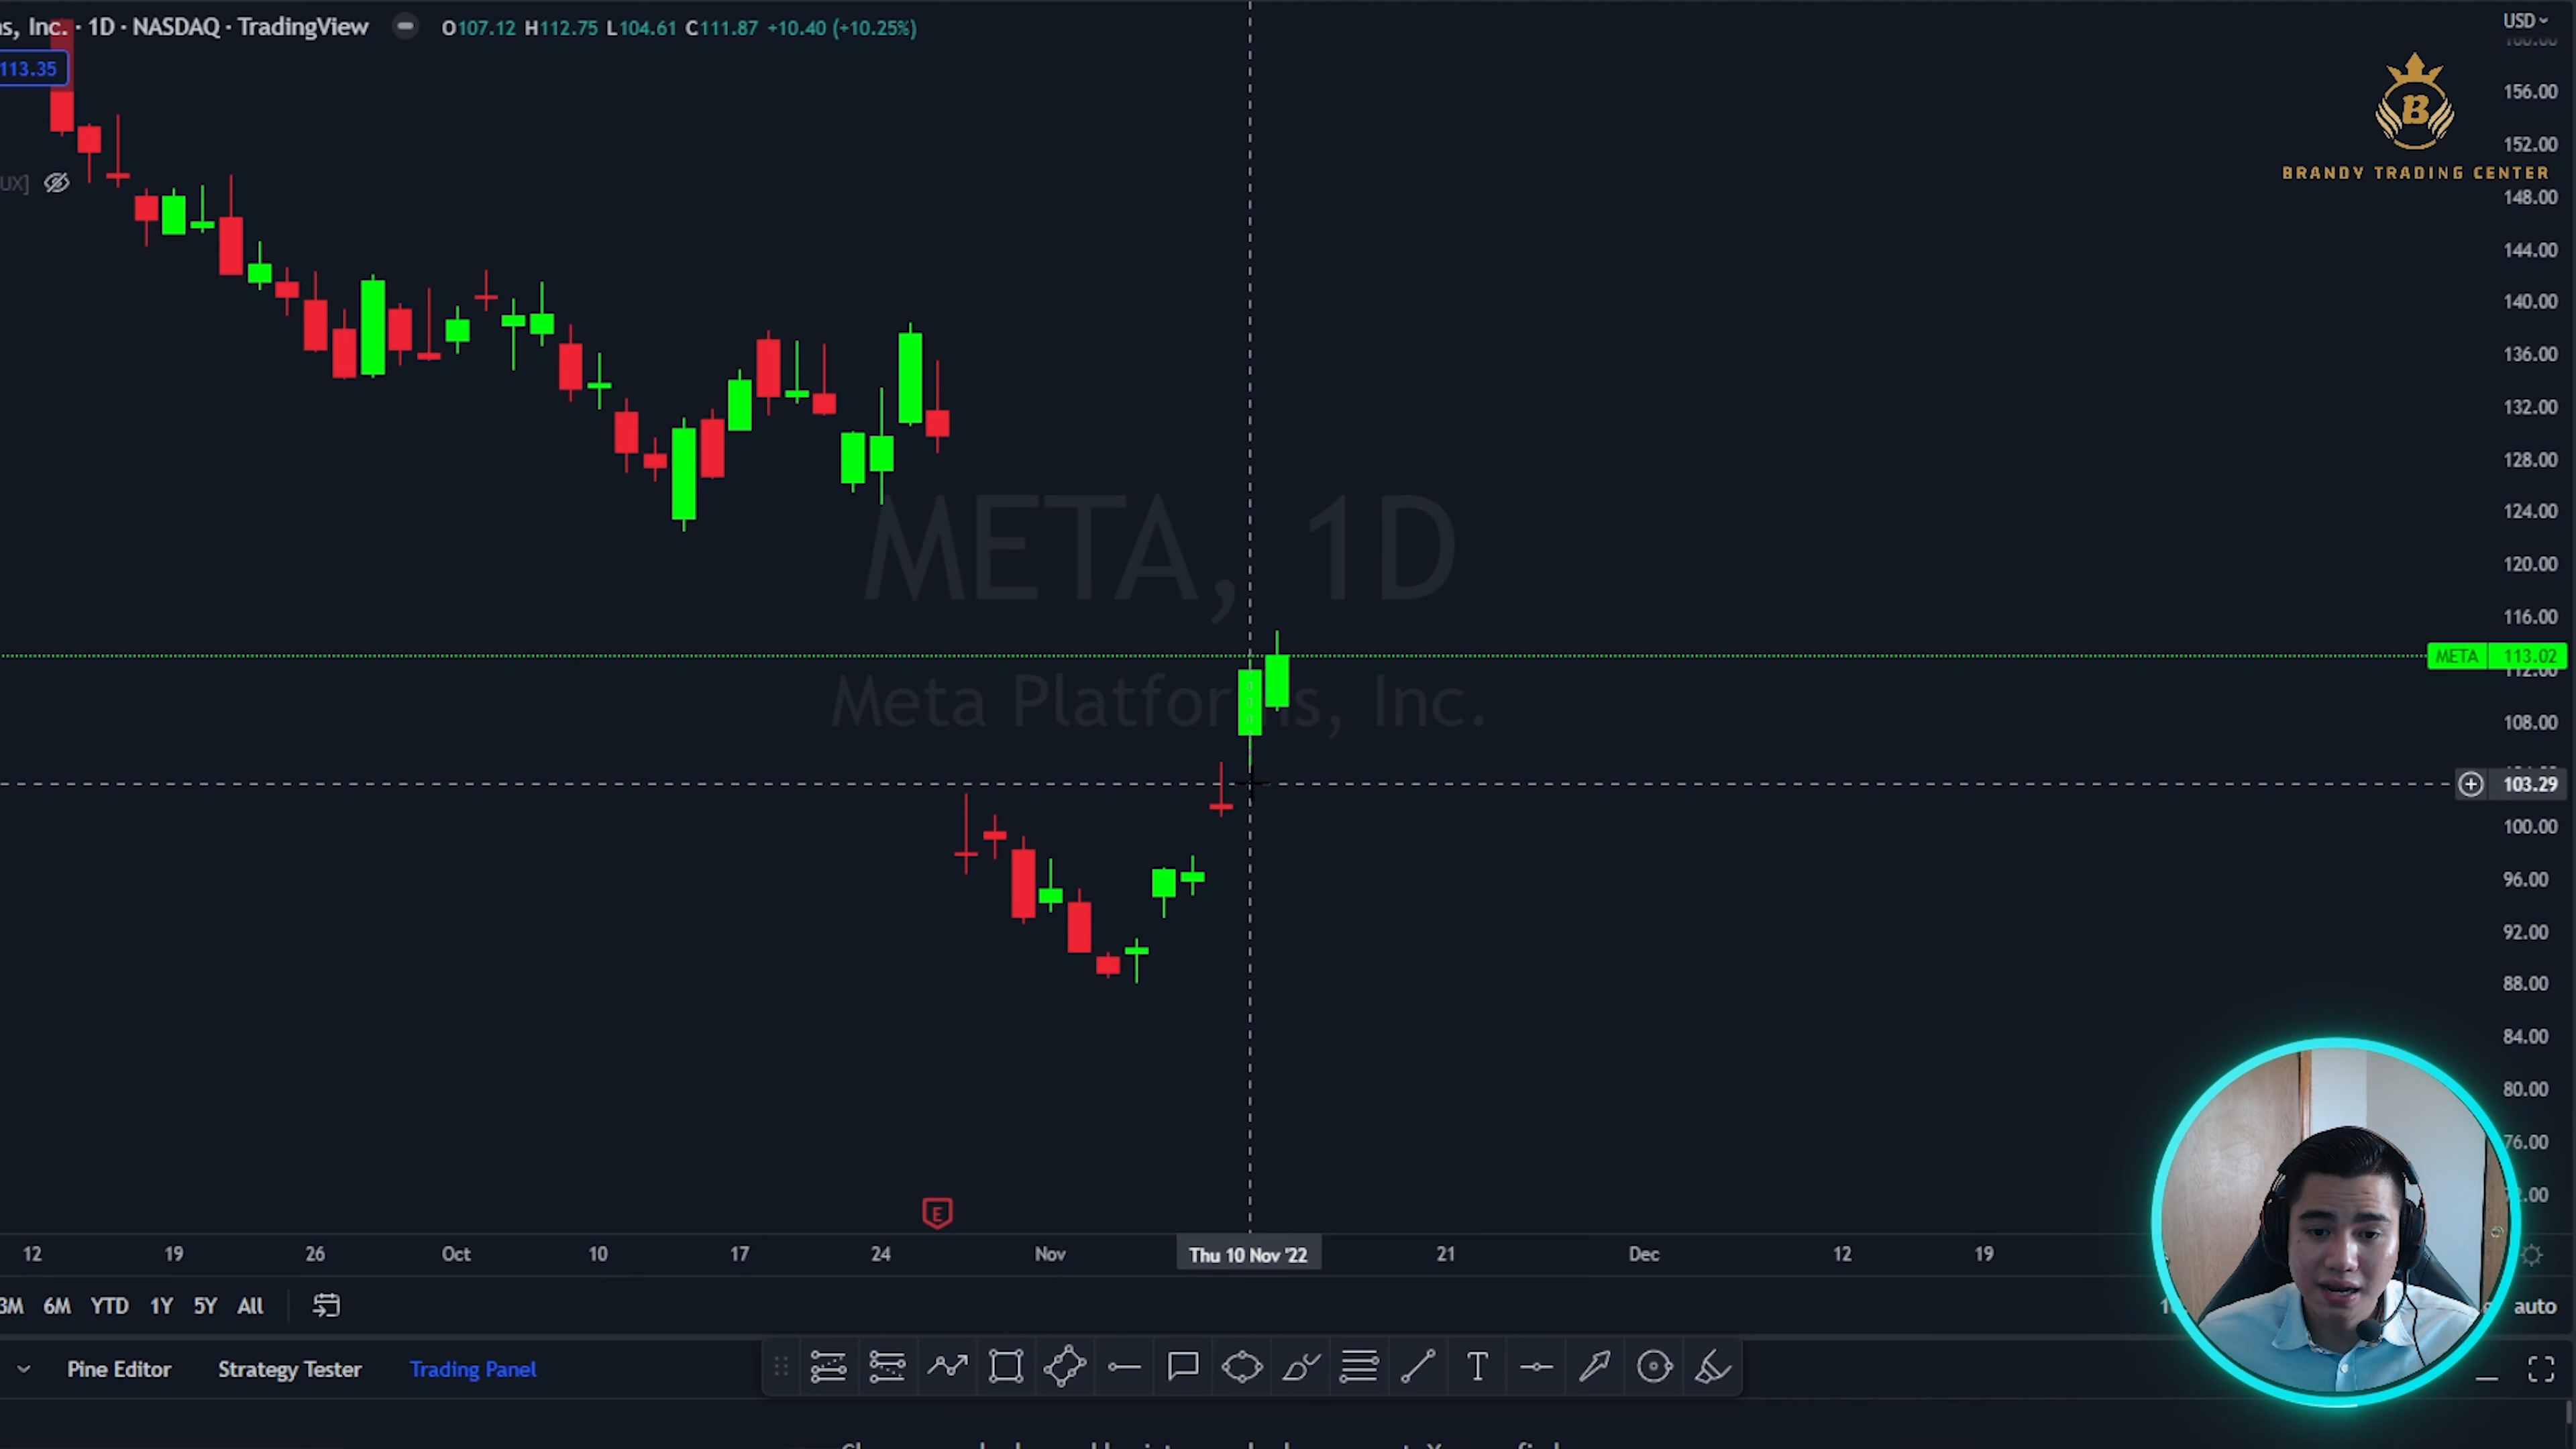 s, Inc. · 1D · NASDAQ · TradingView
O107.12 H112.75 L104.61 C111.87 +10.40 (+10.25%)
USD
113.35
BRANDY TRADING CENTER
B
UX]
160.00
156.00
152.00
148.00
144.00
140.00
136.00
132.00
128.00
124.00
120.00
116.00
META 113.02
112.00
108.00
103.29
100.00
96.00
92.00
88.00
84.00
80.00
76.00
META, 1D
Meta Platforms, Inc.
E
12 19 26 Oct 10 17 24 Nov Thu 10 Nov '22 21 Dec 12 19
3M 6M YTD 1Y 5Y All
auto
Pine Editor Strategy Tester Trading Panel
T